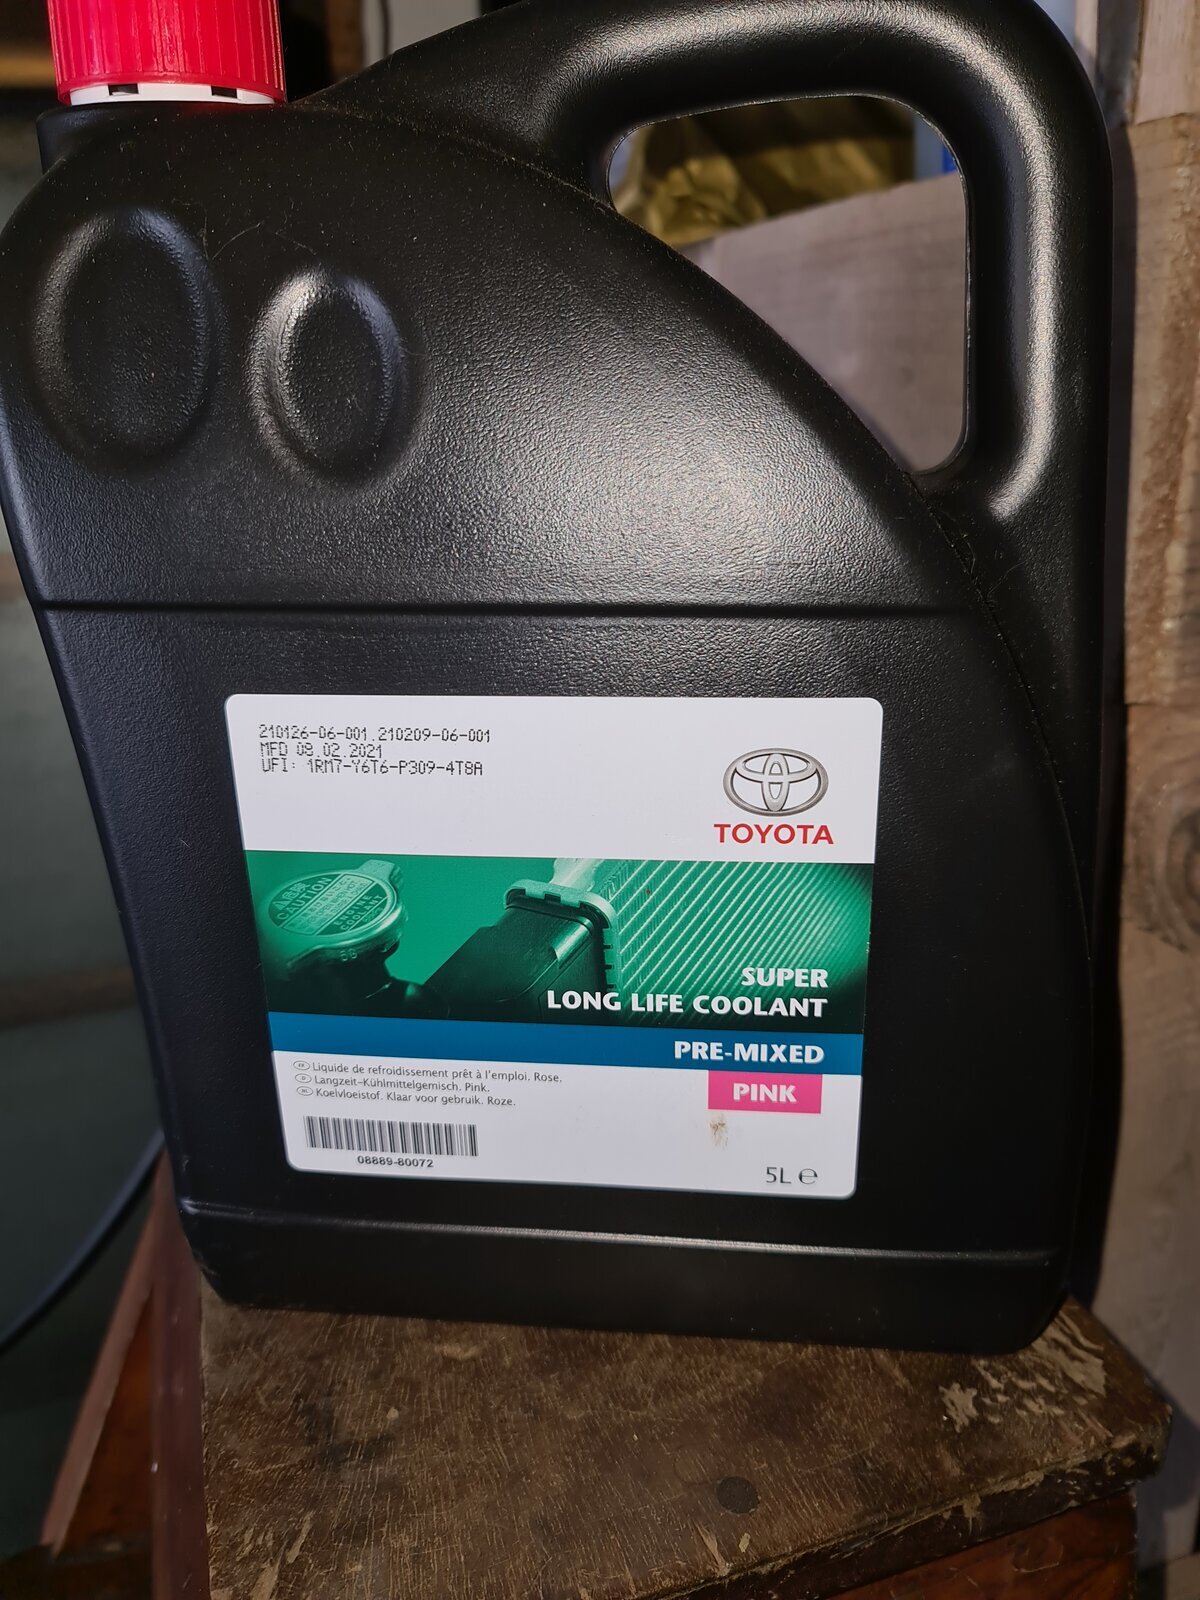 210126-06-001.210209-06-001
MFD 08.02.2021
UFI: 1RM7-Y6T6-P309-4T8A
TOYOTA
CAUTION
SUPER
LONG LIFE COOLANT
PRE-MIXED
PINK
Liquide de refroidissement prêt à l'emploi. Rose.
Langzeit-Kühlmittelgemisch. Pink.
Koelvloeistof. Klaar voor gebruik. Roze.
08889-80072
5L ℮